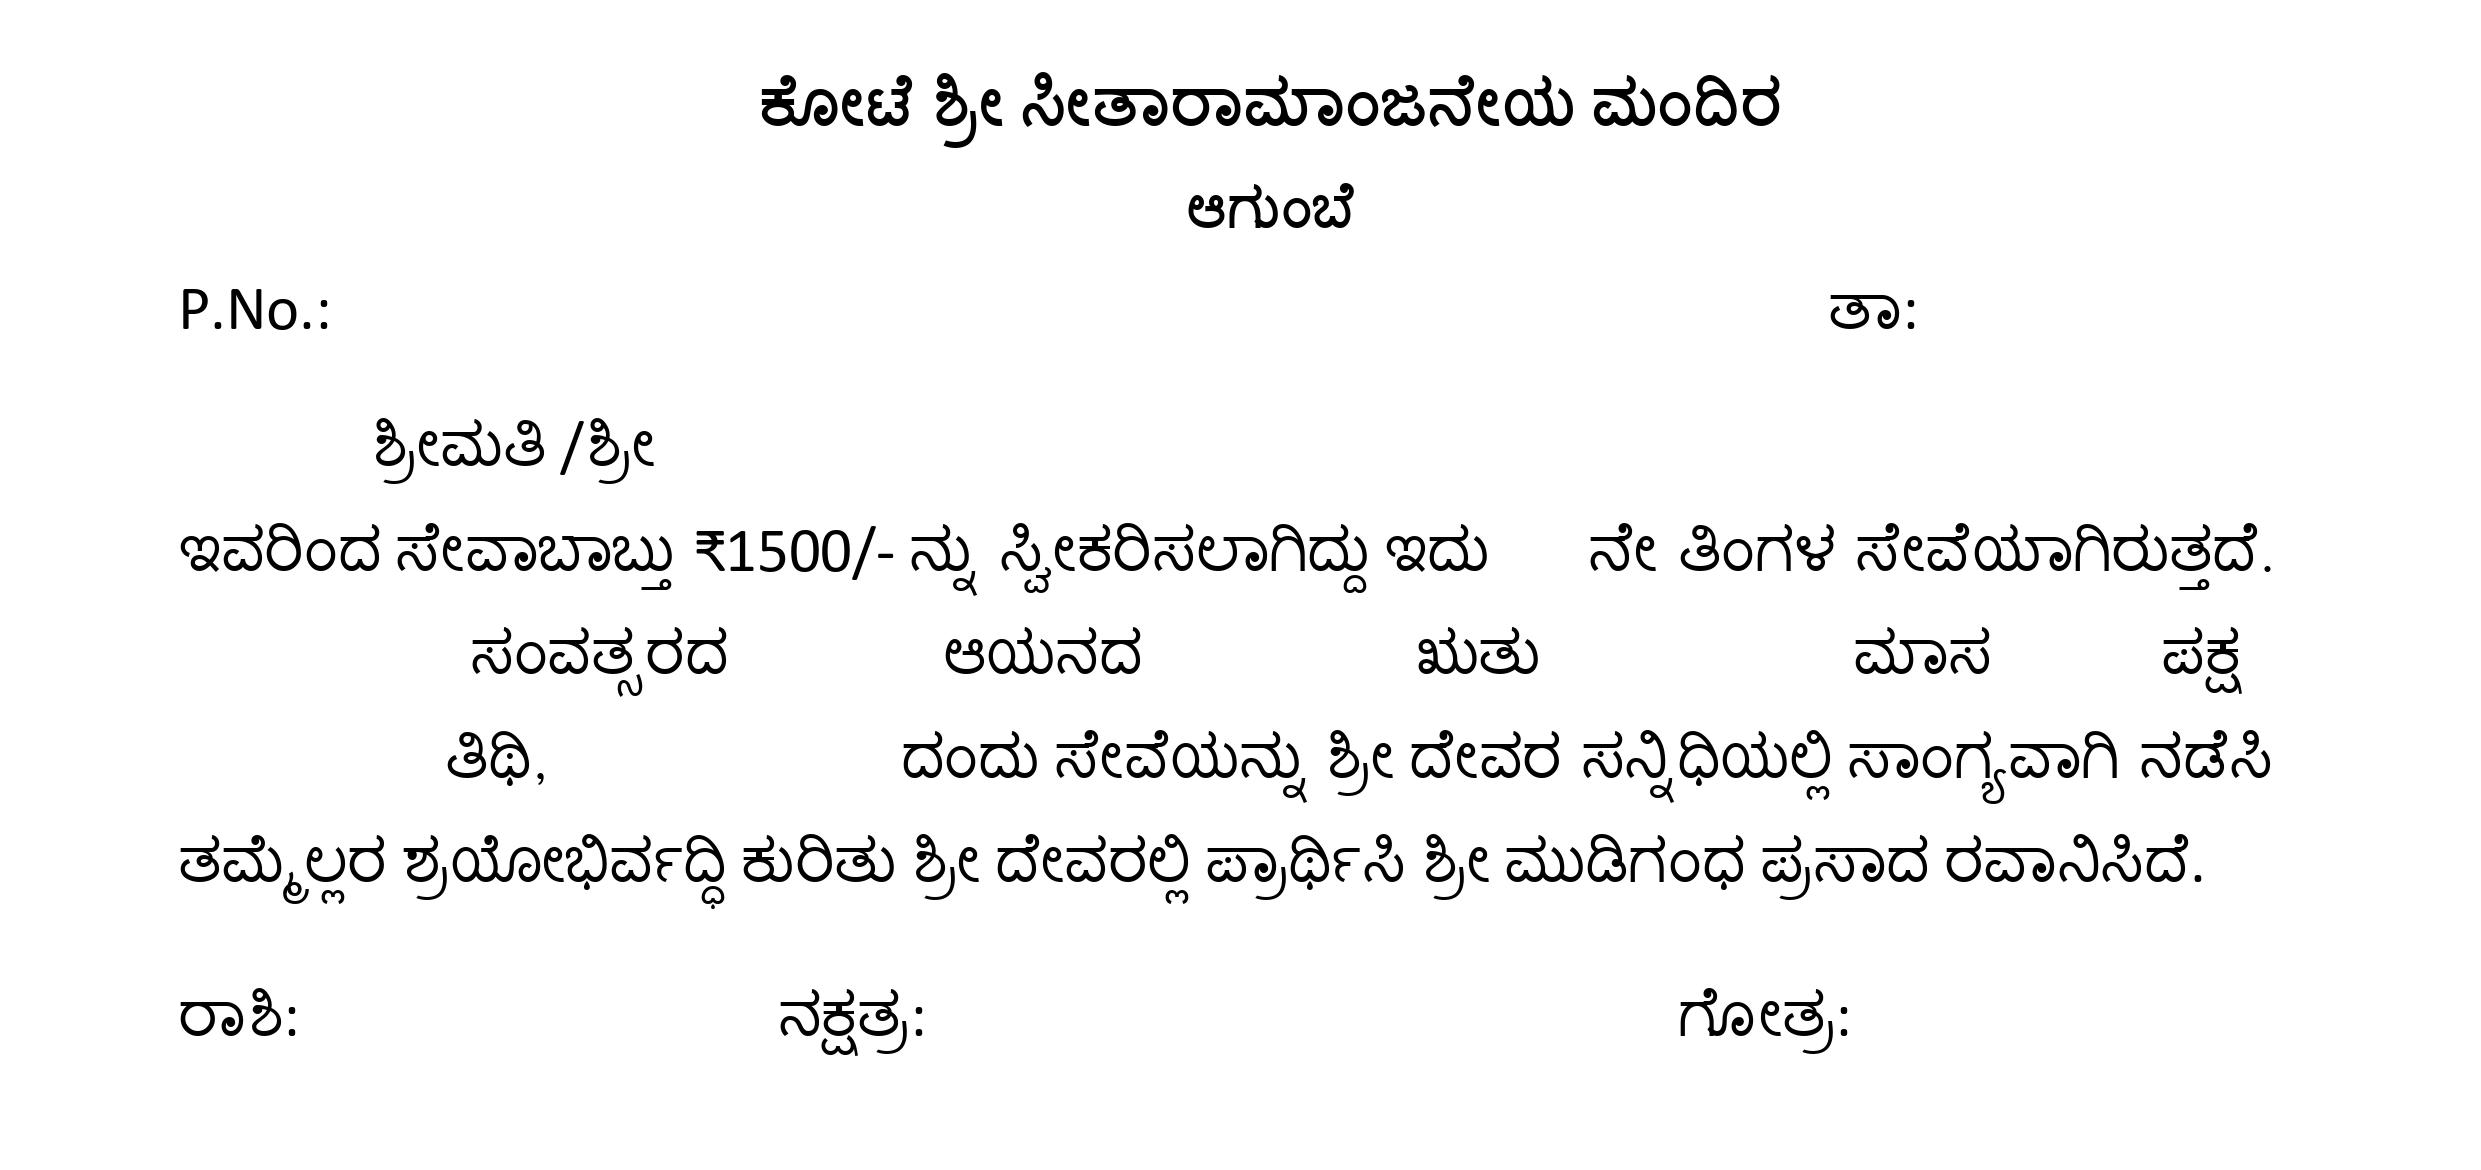 ಕೋಟೆ ಶ್ರೀ ಸೀತಾರಾಮಾಂಜನೇಯ ಮಂದಿರ
ಆಗುಂಬೆ
P.No.: ತಾ:
ಶ್ರೀಮತಿ /ಶ್ರೀ
ಇವರಿಂದ ಸೇವಾಬಾಬ್ತು ₹1500/- ನ್ನು ಸ್ವೀಕರಿಸಲಾಗಿದ್ದು ಇದು ನೇ ತಿಂಗಳ ಸೇವೆಯಾಗಿರುತ್ತದೆ.
ಸಂವತ್ಸರದ ಆಯನದ ಋತು ಮಾಸ ಪಕ್ಷ
ತಿಥಿ, ದಂದು ಸೇವೆಯನ್ನು ಶ್ರೀ ದೇವರ ಸನ್ನಿಧಿಯಲ್ಲಿ ಸಾಂಗ್ಯವಾಗಿ ನಡೆಸಿ
ತಮ್ಮೆಲ್ಲರ ಶ್ರಯೋಭಿರ್ವದ್ಧಿ ಕುರಿತು ಶ್ರೀ ದೇವರಲ್ಲಿ ಪ್ರಾರ್ಥಿಸಿ ಶ್ರೀ ಮುಡಿಗಂಧ ಪ್ರಸಾದ ರವಾನಿಸಿದೆ.
ರಾಶಿ: ನಕ್ಷತ್ರ: ಗೋತ್ರ: